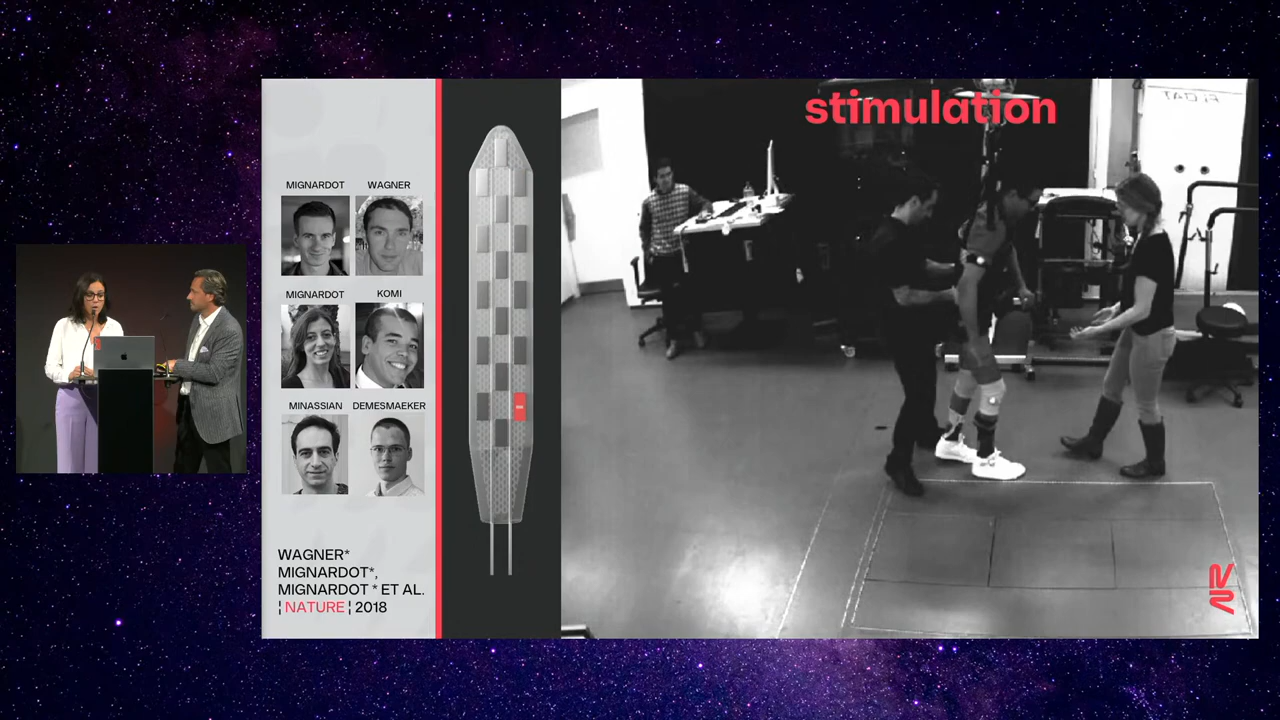 stimulation
MIGNARDOT WAGNER
MIGNARDOT KOMI
MINASSIAN DEMESMAEKER
WAGNER*
MIGNARDOT*,
MIGNARDOT * ET AL.
¦ NATURE ¦ 2018